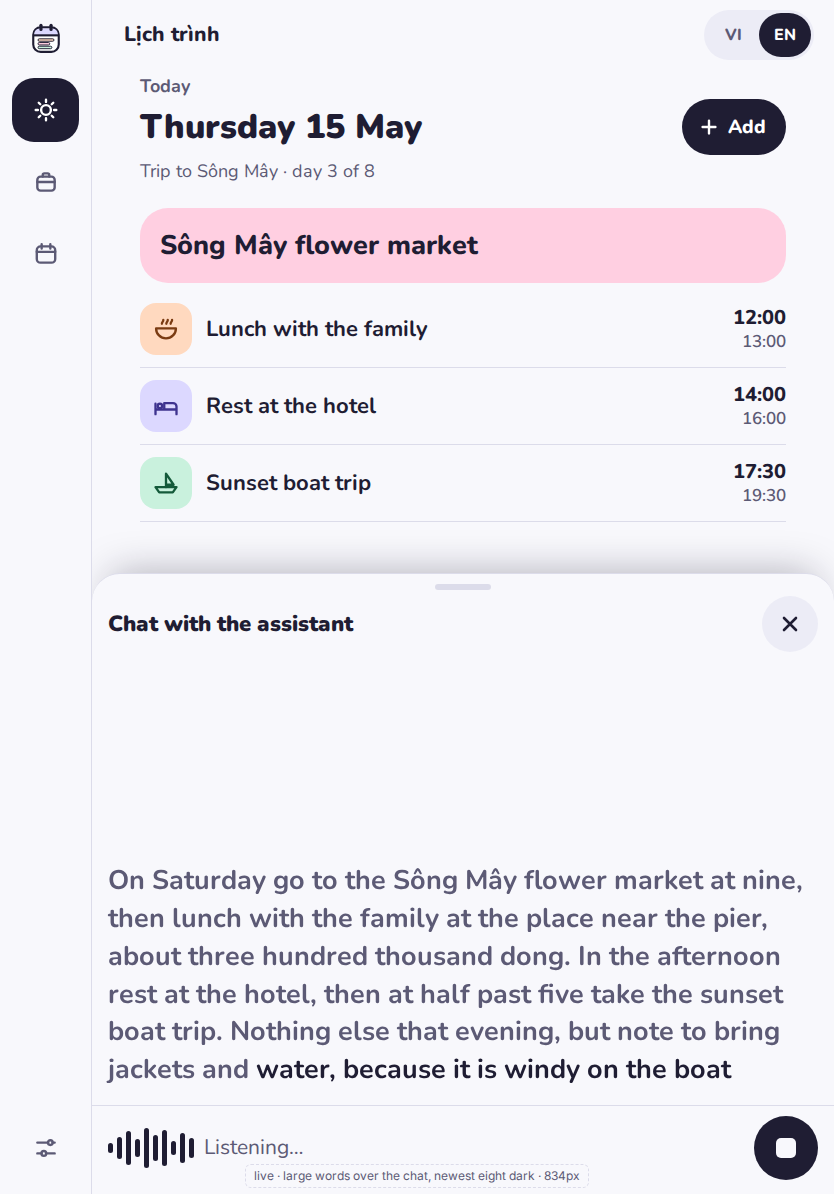 Lịch trình
VI EN
Today
Thursday 15 May
+ Add
Trip to Sông Mây · day 3 of 8
Sông Mây flower market
Lunch with the family
12:00
13:00
Rest at the hotel
14:00
16:00
Sunset boat trip
17:30
19:30
Chat with the assistant
On Saturday go to the Sông Mây flower market at nine,
then lunch with the family at the place near the pier,
about three hundred thousand dong. In the afternoon
rest at the hotel, then at half past five take the sunset
boat trip. Nothing else that evening, but note to bring
jackets and water, because it is windy on the boat
Listening...
live · large words over the chat, newest eight dark · 834px